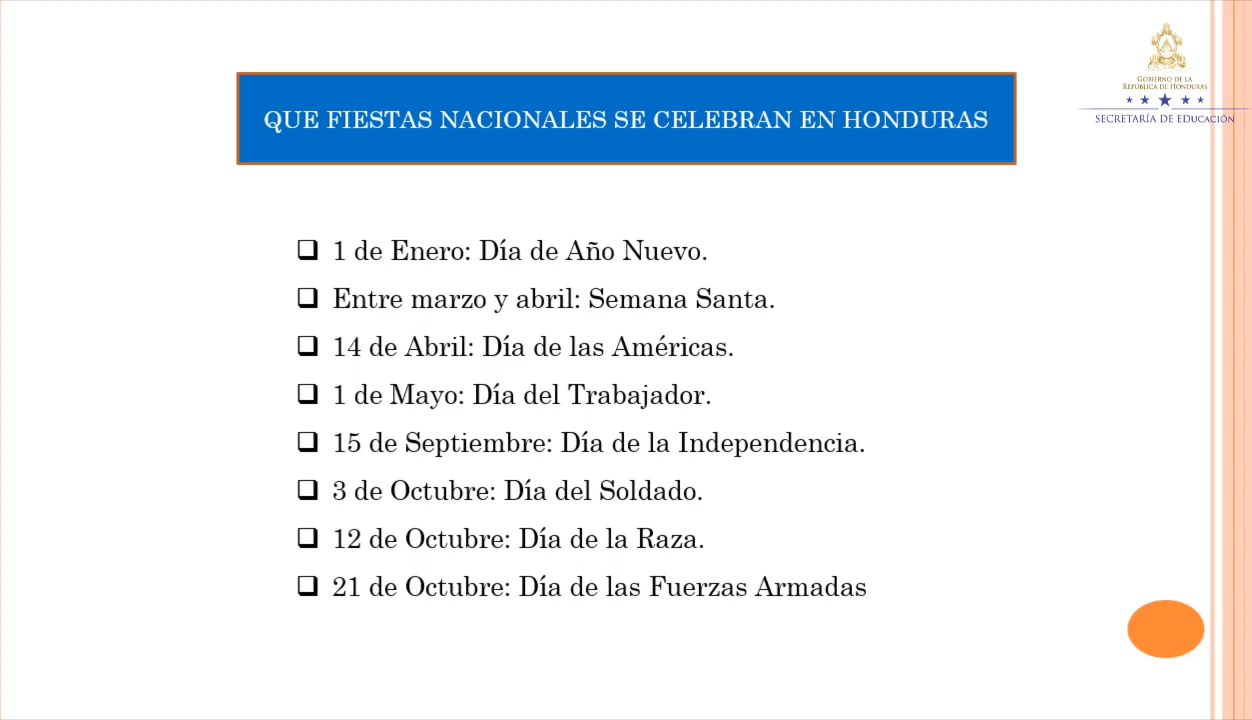 GOBIERNO DE LA
REPÚBLICA DE HONDURAS
SECRETARÍA DE EDUCACIÓN
QUE FIESTAS NACIONALES SE CELEBRAN EN HONDURAS
1 de Enero: Día de Año Nuevo.
Entre marzo y abril: Semana Santa.
14 de Abril: Día de las Américas.
1 de Mayo: Día del Trabajador.
15 de Septiembre: Día de la Independencia.
3 de Octubre: Día del Soldado.
12 de Octubre: Día de la Raza.
21 de Octubre: Día de las Fuerzas Armadas